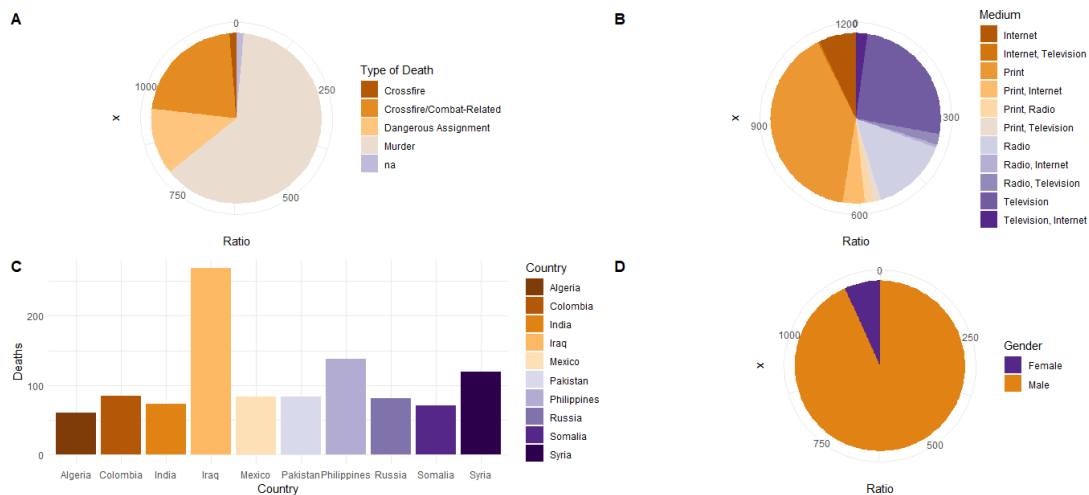 A
0
250
500
750
1000
x
Ratio
Type of Death
Crossfire
Crossfire/Combat-Related
Dangerous Assignment
Murder
na
B
1200
0
300
600
900
x
Ratio
Medium
Internet
Internet, Television
Print
Print, Internet
Print, Radio
Print, Television
Radio
Radio, Internet
Radio, Television
Television
Television, Internet
C
Deaths
200
100
0
Algeria Colombia India Iraq Mexico Pakistan Philippines Russia Somalia Syria
Country
Country
Algeria
Colombia
India
Iraq
Mexico
Pakistan
Philippines
Russia
Somalia
Syria
D
0
250
500
750
1000
x
Ratio
Gender
Female
Male